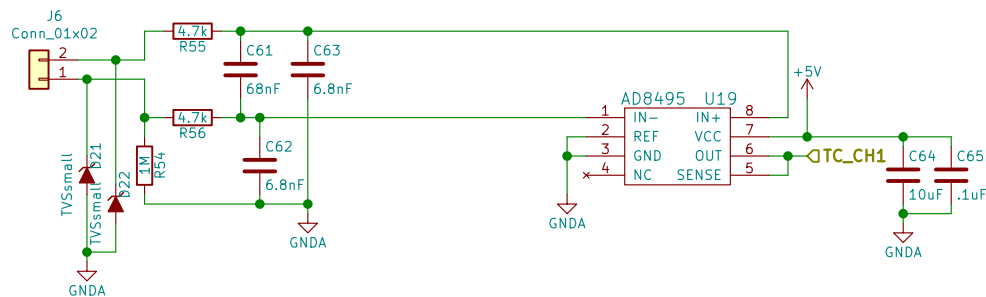 J6
Conn_01x02
2
1
4.7k
R55
C61
68nF
C63
6.8nF
4.7k
R56
1M
R54
C62
6.8nF
D21
TVSsmall
D22
TVSsmall
GNDA
GNDA
AD8495
U19
1
IN-
2
REF
3
GND
4
NC
IN+
8
VCC
7
OUT
6
SENSE
5
GNDA
+5V
TC_CH1
C64
10uF
C65
.1uF
GNDA